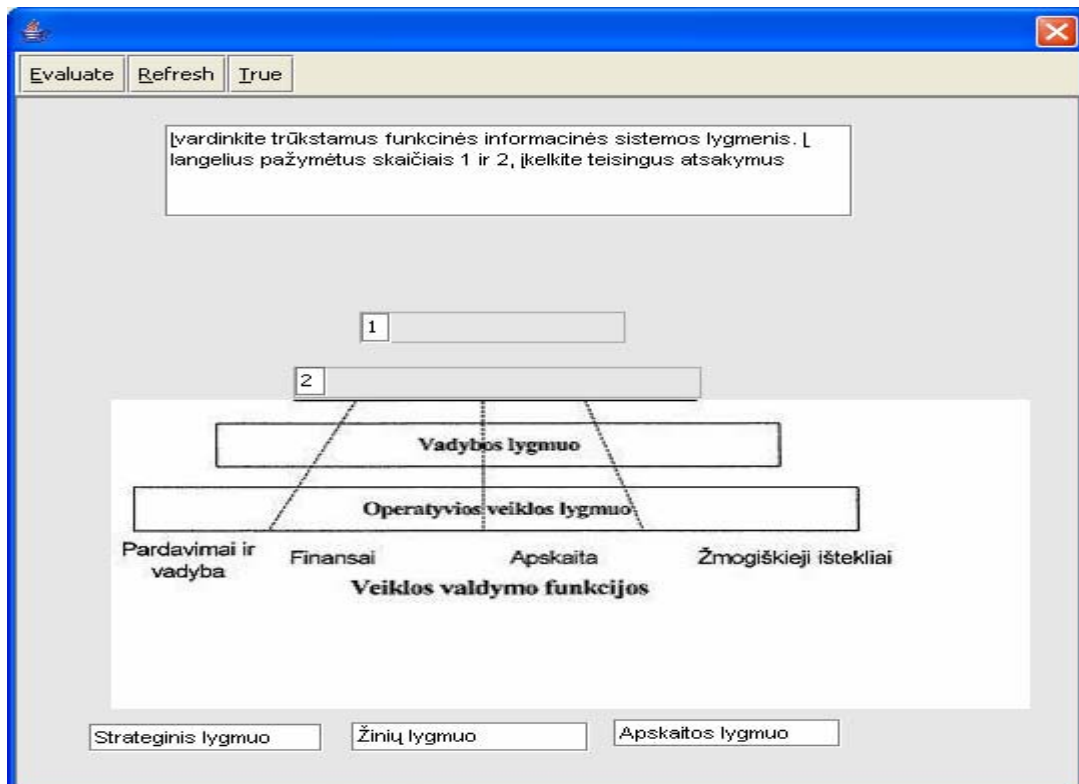 Evaluate Refresh True
Įvardinkite trūkstamus funkcinės informacinės sistemos lygmenis. Į
langelius pažymėtus skaičiais 1 ir 2, įkelkite teisingus atsakymus
1
2
Vadybos lygmuo
Operatyvios veiklos lygmuo
Pardavimai ir
vadyba
Finansai
Apskaita
Žmogiškieji ištekliai
Veiklos valdymo funkcijos
Strateginis lygmuo
Žinių lygmuo
Apskaitos lygmuo